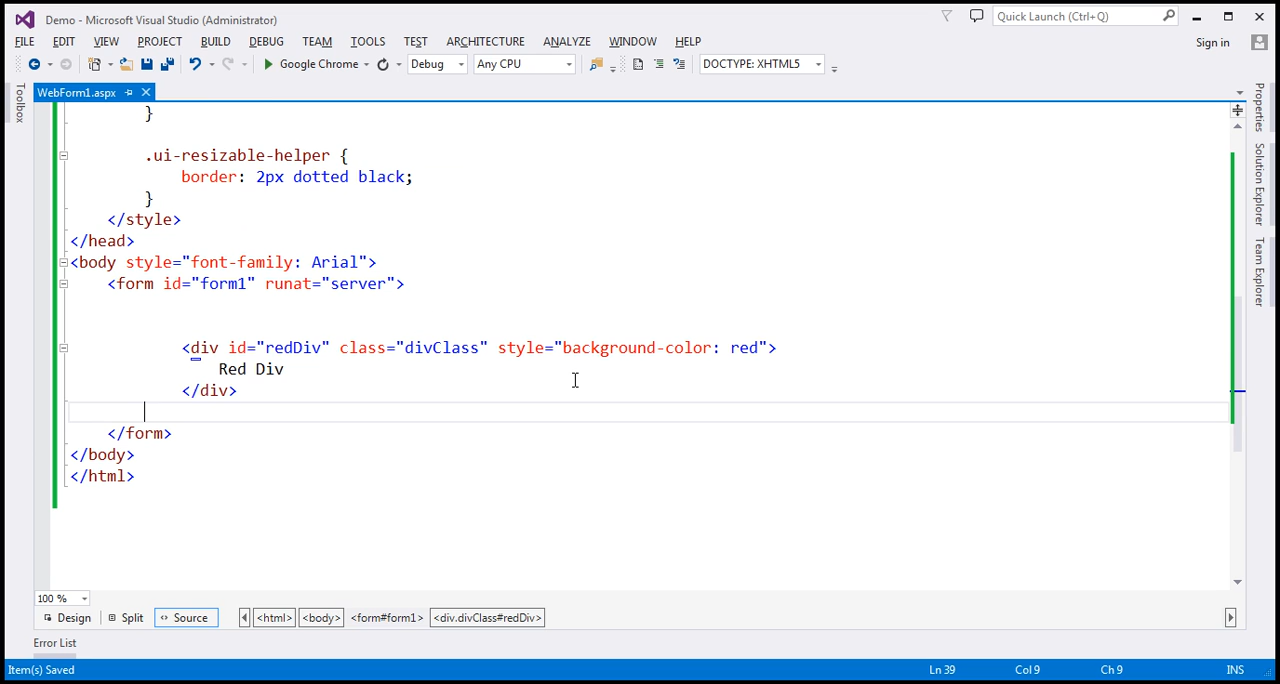 Demo - Microsoft Visual Studio (Administrator)
Quick Launch (Ctrl+Q)
FILE EDIT VIEW PROJECT BUILD DEBUG TEAM TOOLS TEST ARCHITECTURE ANALYZE WINDOW HELP
Sign in
Google Chrome Debug Any CPU DOCTYPE: XHTML5
Toolbox
WebForm1.aspx
Properties
Solution Explorer
Team Explorer
}
.ui-resizable-helper {
border: 2px dotted black;
}
</style>
</head>
<body style="font-family: Arial">
<form id="form1" runat="server">
<div id="redDiv" class="divClass" style="background-color: red">
Red Div
</div>
</form>
</body>
</html>
100 %
Design Split Source <html> <body> <form#form1> <div.divClass#redDiv>
Error List
Item(s) Saved Ln 39 Col 9 Ch 9 INS